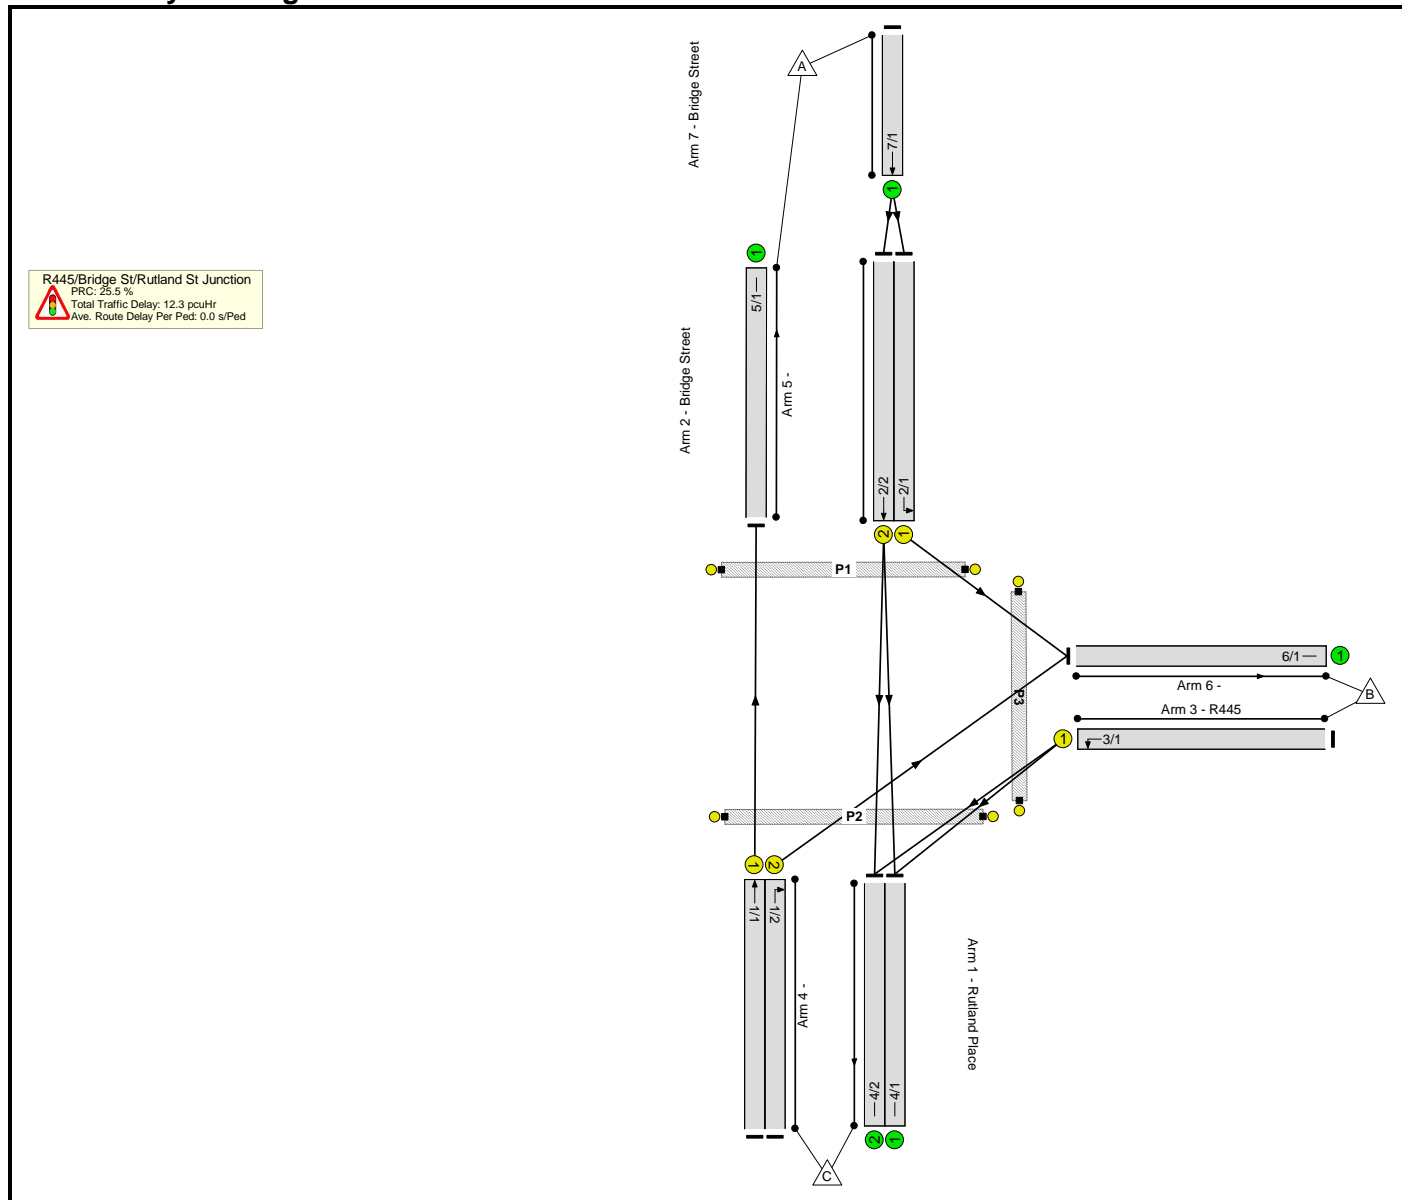 Arm 7 - Bridge Street
A
7/1
1
R445/Bridge St/Rutland St Junction
PRC: 25.5 %
Total Traffic Delay: 12.3 pcuHr
Ave. Route Delay Per Ped: 0.0 s/Ped
1
5/1
Arm 2 - Bridge Street
Arm 5 -
2/2
2/1
2
1
P1
P3
6/1
1
Arm 6 -
B
Arm 3 - R445
1
3/1
P2
1
2
1/1
1/2
Arm 4 -
Arm 1 - Rutland Place
4/2
4/1
2
1
C